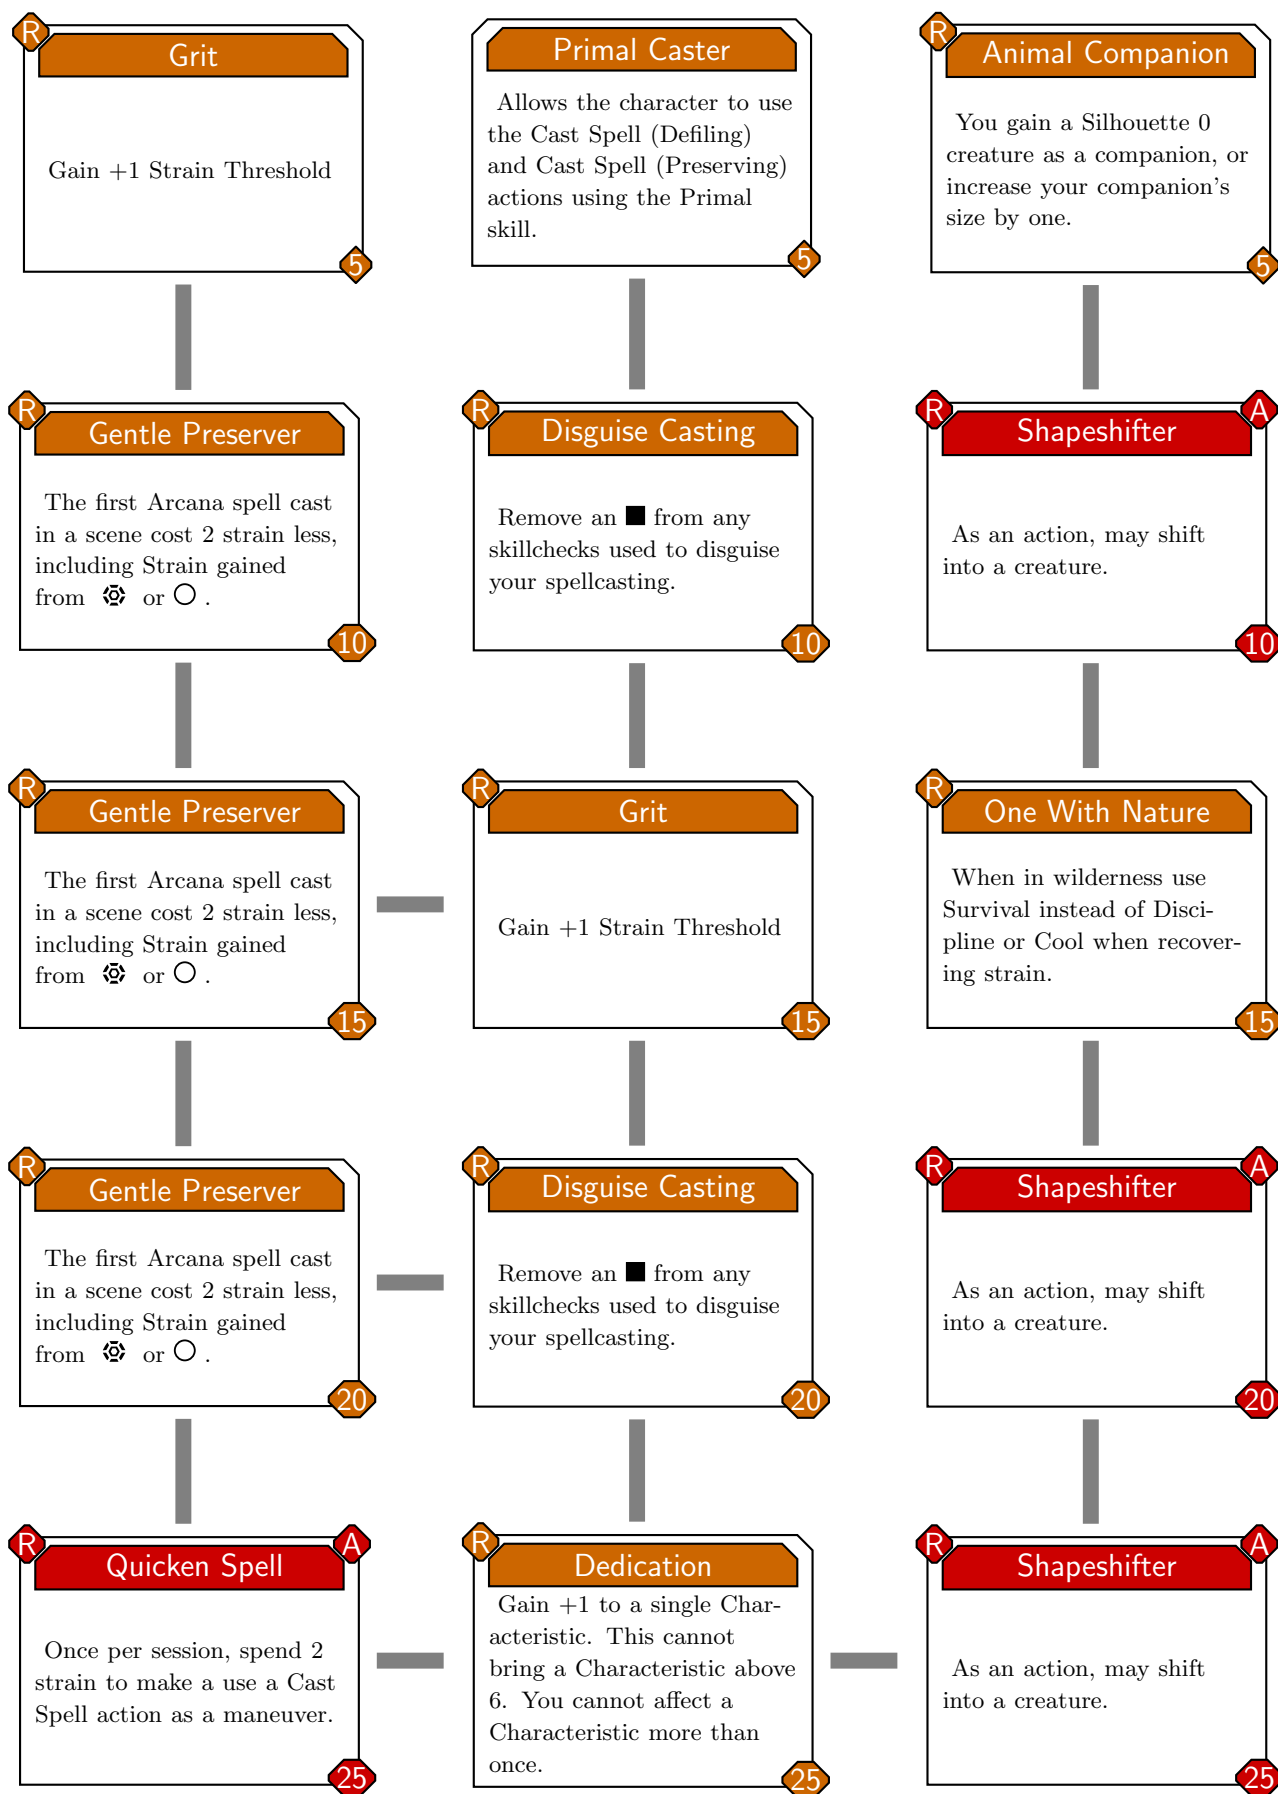 R
Grit
Gain +1 Strain Threshold
5
Primal Caster
Allows the character to use
the Cast Spell (Defiling)
and Cast Spell (Preserving)
actions using the Primal
skill.
5
R
Animal Companion
You gain a Silhouette 0
creature as a companion, or
increase your companion's
size by one.
5
R
Gentle Preserver
The first Arcana spell cast
in a scene cost 2 strain less,
including Strain gained
from or .
10
R
Disguise Casting
Remove an ■ from any
skillchecks used to disguise
your spellcasting.
10
R
A
Shapeshifter
As an action, may shift
into a creature.
10
R
Gentle Preserver
The first Arcana spell cast
in a scene cost 2 strain less,
including Strain gained
from or .
15
R
Grit
Gain +1 Strain Threshold
15
R
One With Nature
When in wilderness use
Survival instead of Disci-
pline or Cool when recover-
ing strain.
15
R
Gentle Preserver
The first Arcana spell cast
in a scene cost 2 strain less,
including Strain gained
from or .
20
R
Disguise Casting
Remove an ■ from any
skillchecks used to disguise
your spellcasting.
20
R
A
Shapeshifter
As an action, may shift
into a creature.
20
R
A
Quicken Spell
Once per session, spend 2
strain to make a use a Cast
Spell action as a maneuver.
25
R
Dedication
Gain +1 to a single Char-
acteristic. This cannot
bring a Characteristic above
6. You cannot affect a
Characteristic more than
once.
25
R
A
Shapeshifter
As an action, may shift
into a creature.
25